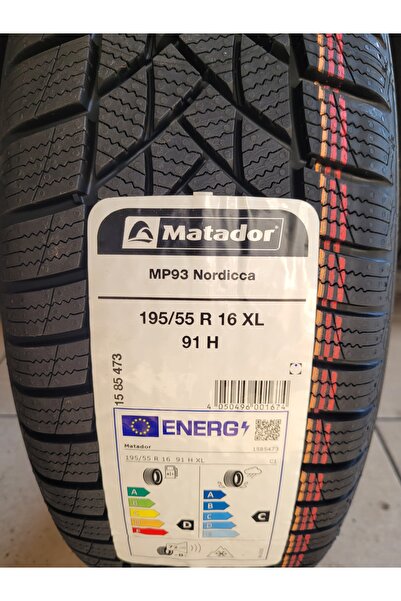 Matador
MP93 Nordicca
195/55 R 16 XL
91 H
15 85 473
4 050496 001674
ENERG
Matador
1585473
195/55 R 16 91 H XL
C1
A
B
C
D
E
D
A
B
C
D
E
C